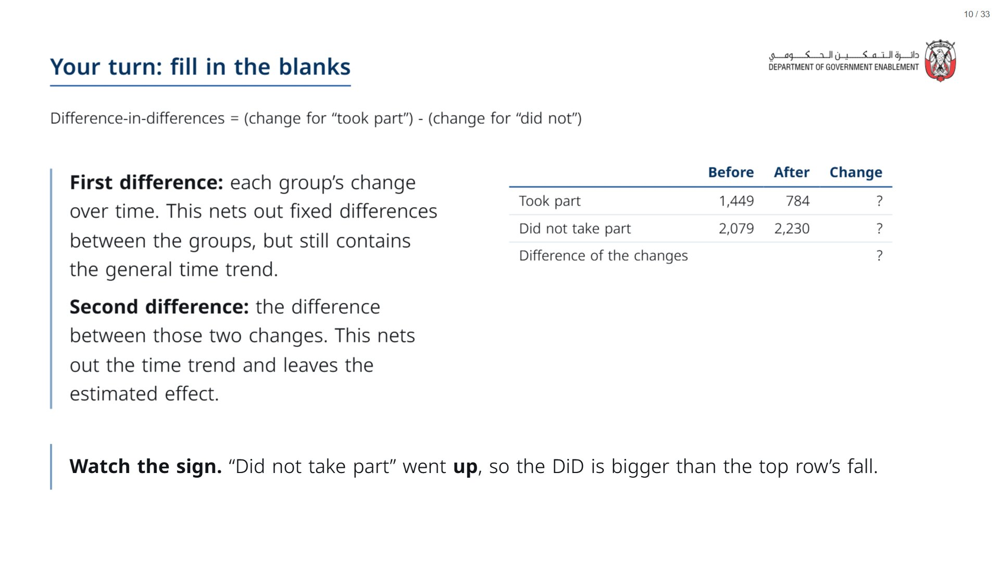 10 / 33
دائرة التمكين الحكومي
DEPARTMENT OF GOVERNMENT ENABLEMENT
Your turn: fill in the blanks
Difference-in-differences = (change for “took part”) - (change for “did not”)
First difference: each group’s change
over time. This nets out fixed differences
between the groups, but still contains
the general time trend.
Second difference: the difference
between those two changes. This nets
out the time trend and leaves the
estimated effect.
Before After Change
Took part 1,449 784 ?
Did not take part 2,079 2,230 ?
Difference of the changes ?
Watch the sign. “Did not take part” went up, so the DiD is bigger than the top row’s fall.